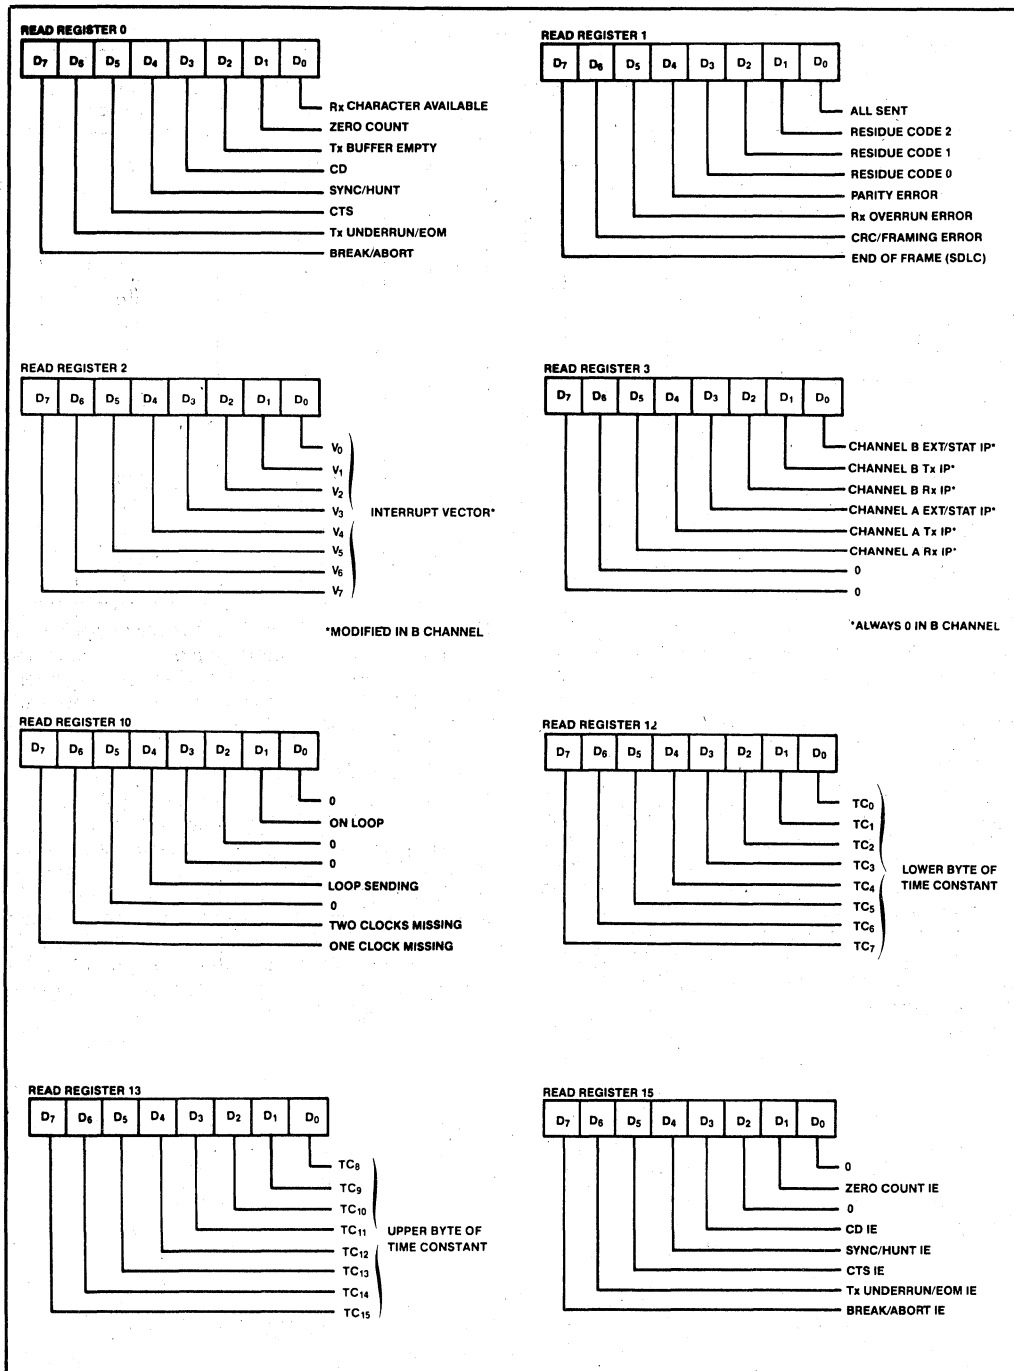 READ REGISTER 0
D7 D6 D5 D4 D3 D2 D1 D0
Rx CHARACTER AVAILABLE
ZERO COUNT
Tx BUFFER EMPTY
CD
SYNC/HUNT
CTS
Tx UNDERRUN/EOM
BREAK/ABORT
READ REGISTER 1
D7 D6 D5 D4 D3 D2 D1 D0
ALL SENT
RESIDUE CODE 2
RESIDUE CODE 1
RESIDUE CODE 0
PARITY ERROR
Rx OVERRUN ERROR
CRC/FRAMING ERROR
END OF FRAME (SDLC)
READ REGISTER 2
D7 D6 D5 D4 D3 D2 D1 D0
V0
V1
V2
V3
INTERRUPT VECTOR*
V4
V5
V6
V7
*MODIFIED IN B CHANNEL
READ REGISTER 3
D7 D6 D5 D4 D3 D2 D1 D0
CHANNEL B EXT/STAT IP*
CHANNEL B Tx IP*
CHANNEL B Rx IP*
CHANNEL A EXT/STAT IP*
CHANNEL A Tx IP*
CHANNEL A Rx IP*
0
0
*ALWAYS 0 IN B CHANNEL
READ REGISTER 10
D7 D6 D5 D4 D3 D2 D1 D0
0
ON LOOP
0
0
LOOP SENDING
0
TWO CLOCKS MISSING
ONE CLOCK MISSING
READ REGISTER 12
D7 D6 D5 D4 D3 D2 D1 D0
TC0
TC1
TC2
TC3
LOWER BYTE OF
TIME CONSTANT
TC4
TC5
TC6
TC7
READ REGISTER 13
D7 D6 D5 D4 D3 D2 D1 D0
TC8
TC9
TC10
TC11
UPPER BYTE OF
TIME CONSTANT
TC12
TC13
TC14
TC15
READ REGISTER 15
D7 D6 D5 D4 D3 D2 D1 D0
0
ZERO COUNT IE
0
CD IE
SYNC/HUNT IE
CTS IE
Tx UNDERRUN/EOM IE
BREAK/ABORT IE